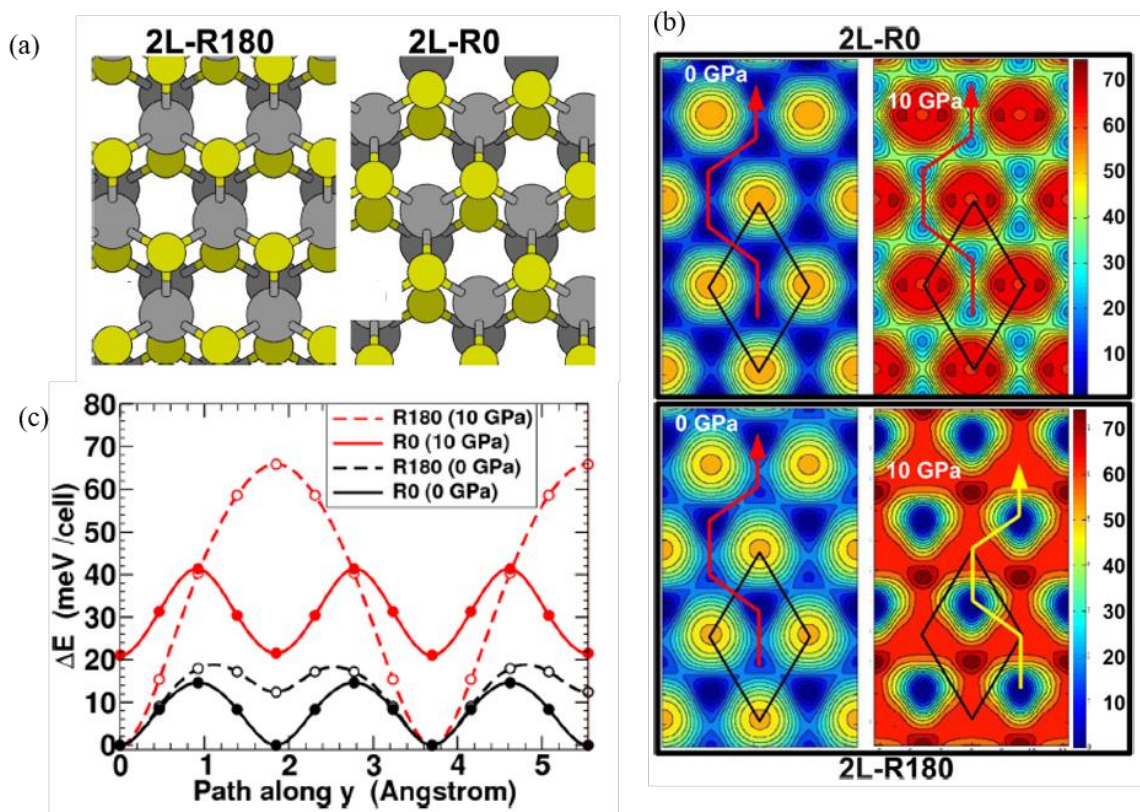 (a)
2L-R180
2L-R0
(b)
2L-R0
0 GPa
10 GPa
70
60
50
40
30
20
10
0 GPa
10 GPa
70
60
50
40
30
20
10
2L-R180
(c)
80
70
60
50
40
30
20
10
0
ΔE (meV /cell)
R180 (10 GPa)
R0 (10 GPa)
R180 (0 GPa)
R0 (0 GPa)
0 1 2 3 4 5
Path along y (Angstrom)